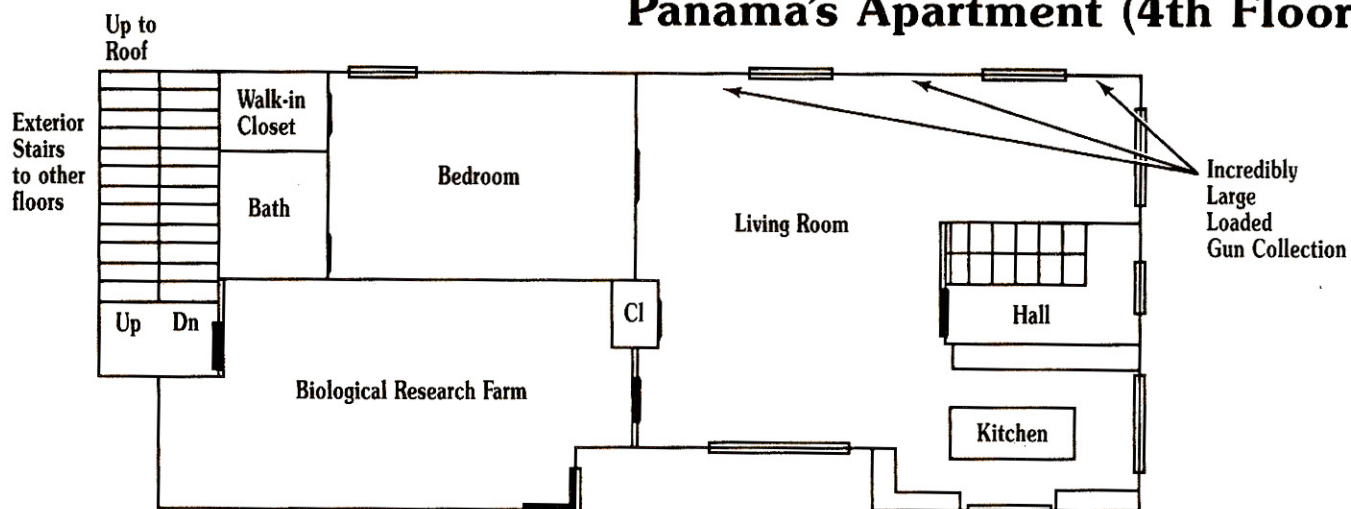 Panama's Apartment (4th Floor
Up to
Roof
Exterior
Stairs
to other
floors
Walk-in
Closet
Bath
Bedroom
Living Room
Incredibly
Large
Loaded
Gun Collection
Up Dn
Cl
Hall
Biological Research Farm
Kitchen